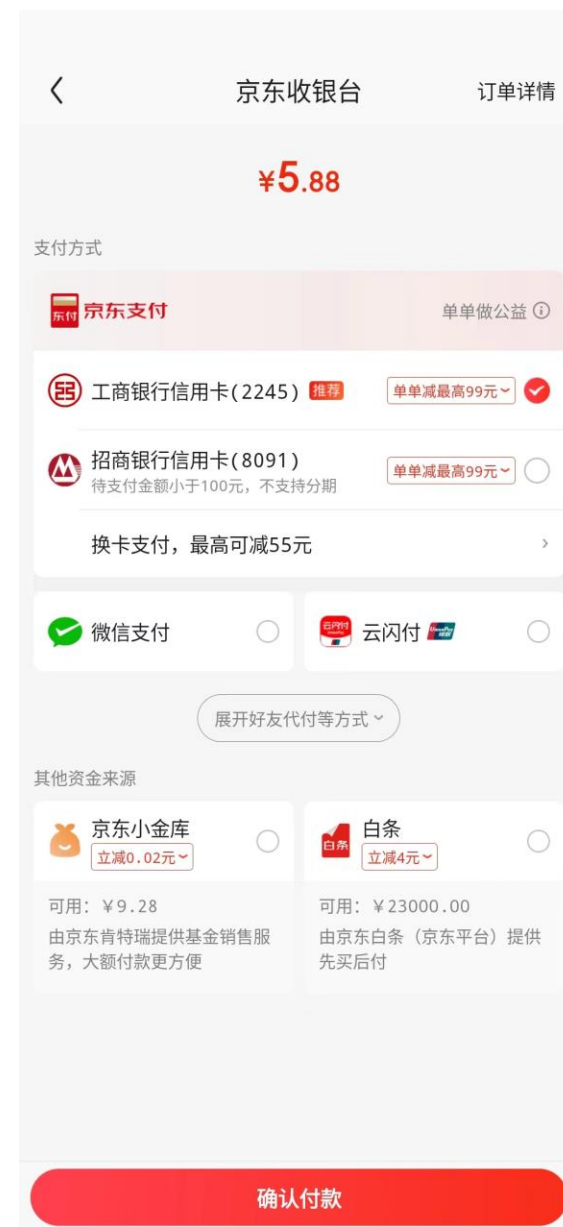 京东收银台
订单详情
¥5.88
支付方式
东付 京东支付
单单做公益
工商银行信用卡(2245) 推荐 单单减最高99元
招商银行信用卡(8091)
待支付金额小于100元，不支持分期
单单减最高99元
换卡支付，最高可减55元
微信支付
云闪付 云闪付 UnionPay
展开好友代付等方式
其他资金来源
京东小金库
立减0.02元
可用：¥9.28
由京东肯特瑞提供基金销售服
务，大额付款更方便
白条 白条
立减4元
可用：¥23000.00
由京东白条（京东平台）提供
先买后付
确认付款